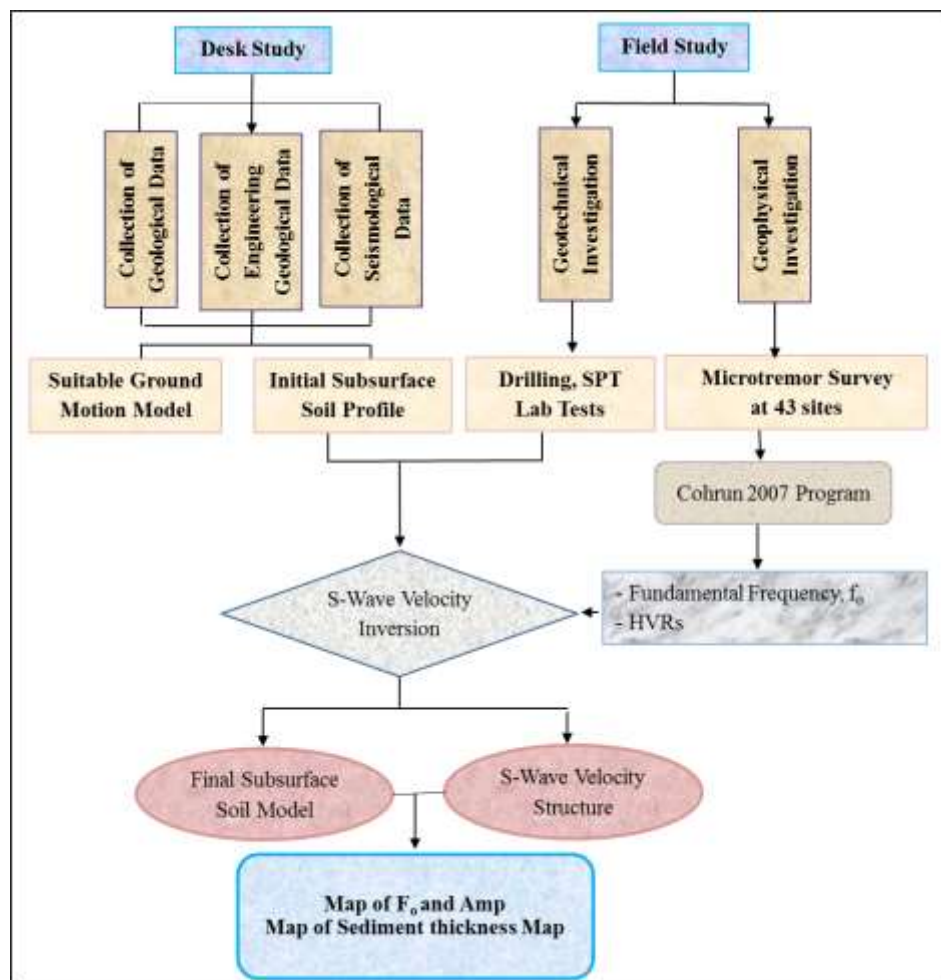 Desk Study
Field Study
Collection of
Geological Data
Collection of
Engineering
Geological Data
Collection of
Seismological
Data
Geotechnical
Investigation
Geophysical
Investigation
Suitable Ground
Motion Model
Initial Subsurface
Soil Profile
Drilling, SPT
Lab Tests
Microtremor Survey
at 43 sites
Cohrun 2007 Program
- Fundamental Frequency, fₒ
- HVRs
S-Wave Velocity
Inversion
Final Subsurface
Soil Model
S-Wave Velocity
Structure
Map of Fₒ and Amp
Map of Sediment thickness Map